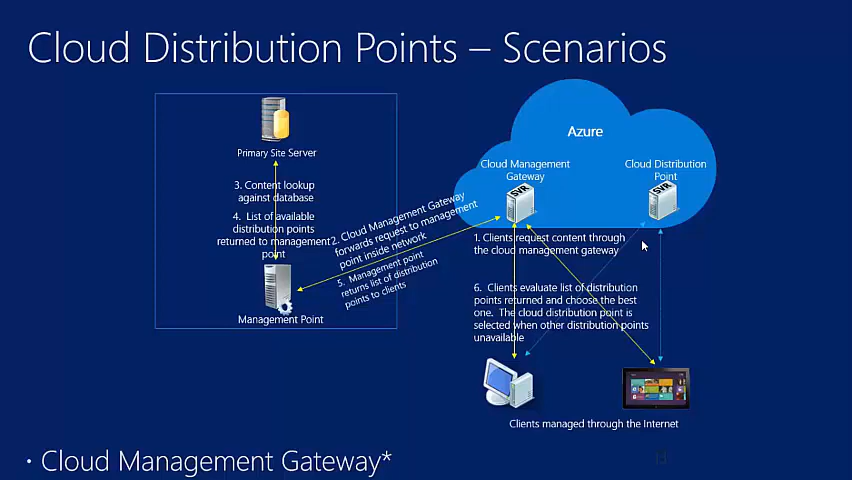 Cloud Distribution Points – Scenarios
Primary Site Server
3. Content lookup
against database
4. List of available
distribution points
returned to management
point
Management Point
2. Cloud Management Gateway
forwards request to management
point inside network
5. Management point
returns list of distribution
points to clients
Azure
Cloud Management
Gateway
SVR
Cloud Distribution
Point
SVR
1. Clients request content through
the cloud management gateway
6. Clients evaluate list of distribution
points returned and choose the best
one. The cloud distribution point is
selected when other distribution points
unavailable
Clients managed through the Internet
• Cloud Management Gateway*